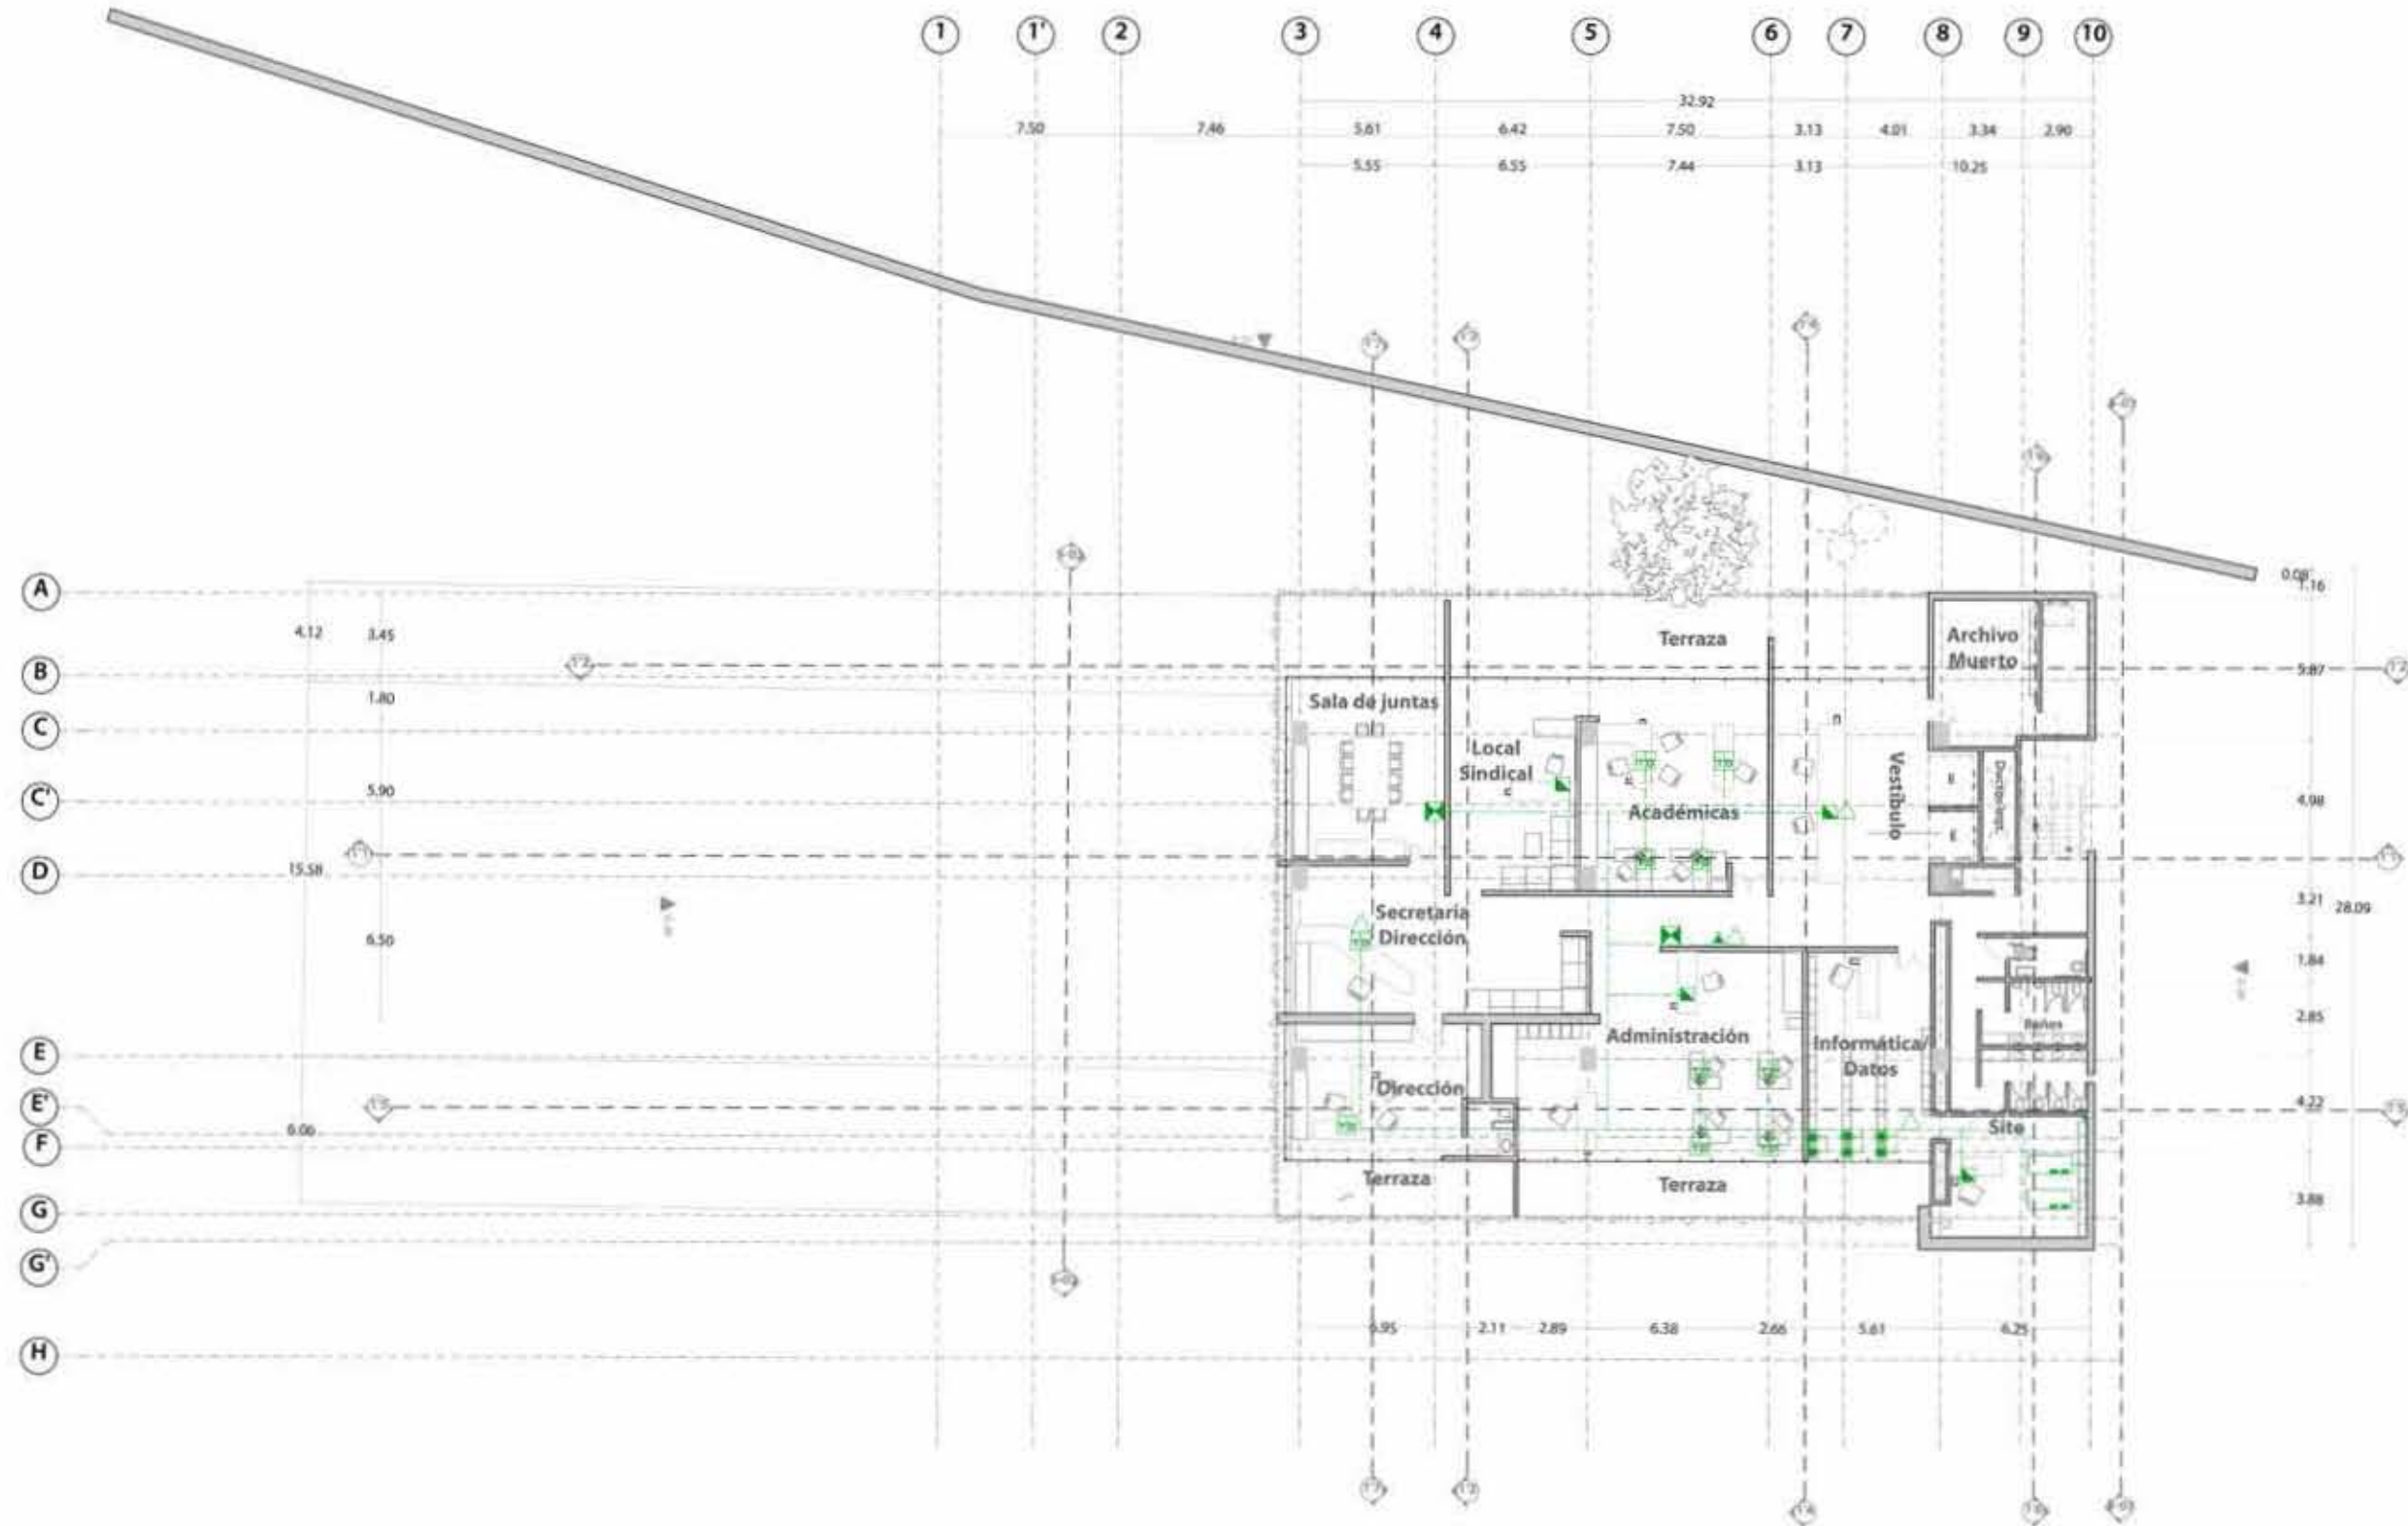 1 1' 2 3 4 5 6 7 8 9 10
32.92
7.50 7.46 5.61 6.42 7.50 3.13 4.01 3.34 2.90
5.55 6.55 7.44 3.13 10.25
A
0.08
1.16
4.12 3.45
Terraza
Archivo
Muerto
B
5.87
1.80
Sala de juntas
C
Local
Sindical
Vestíbulo
C'
5.90
Académicas
4.98
D
15.58
3.21
28.09
Secretaria
Dirección
6.50
1.84
2.85
Baños
Administración
Informática/
Datos
E
Dirección
E'
4.22
6.06
Site
F
Terraza
Terraza
3.88
G
G'
6.95 2.11 2.89 6.38 2.66 5.61 6.25
H